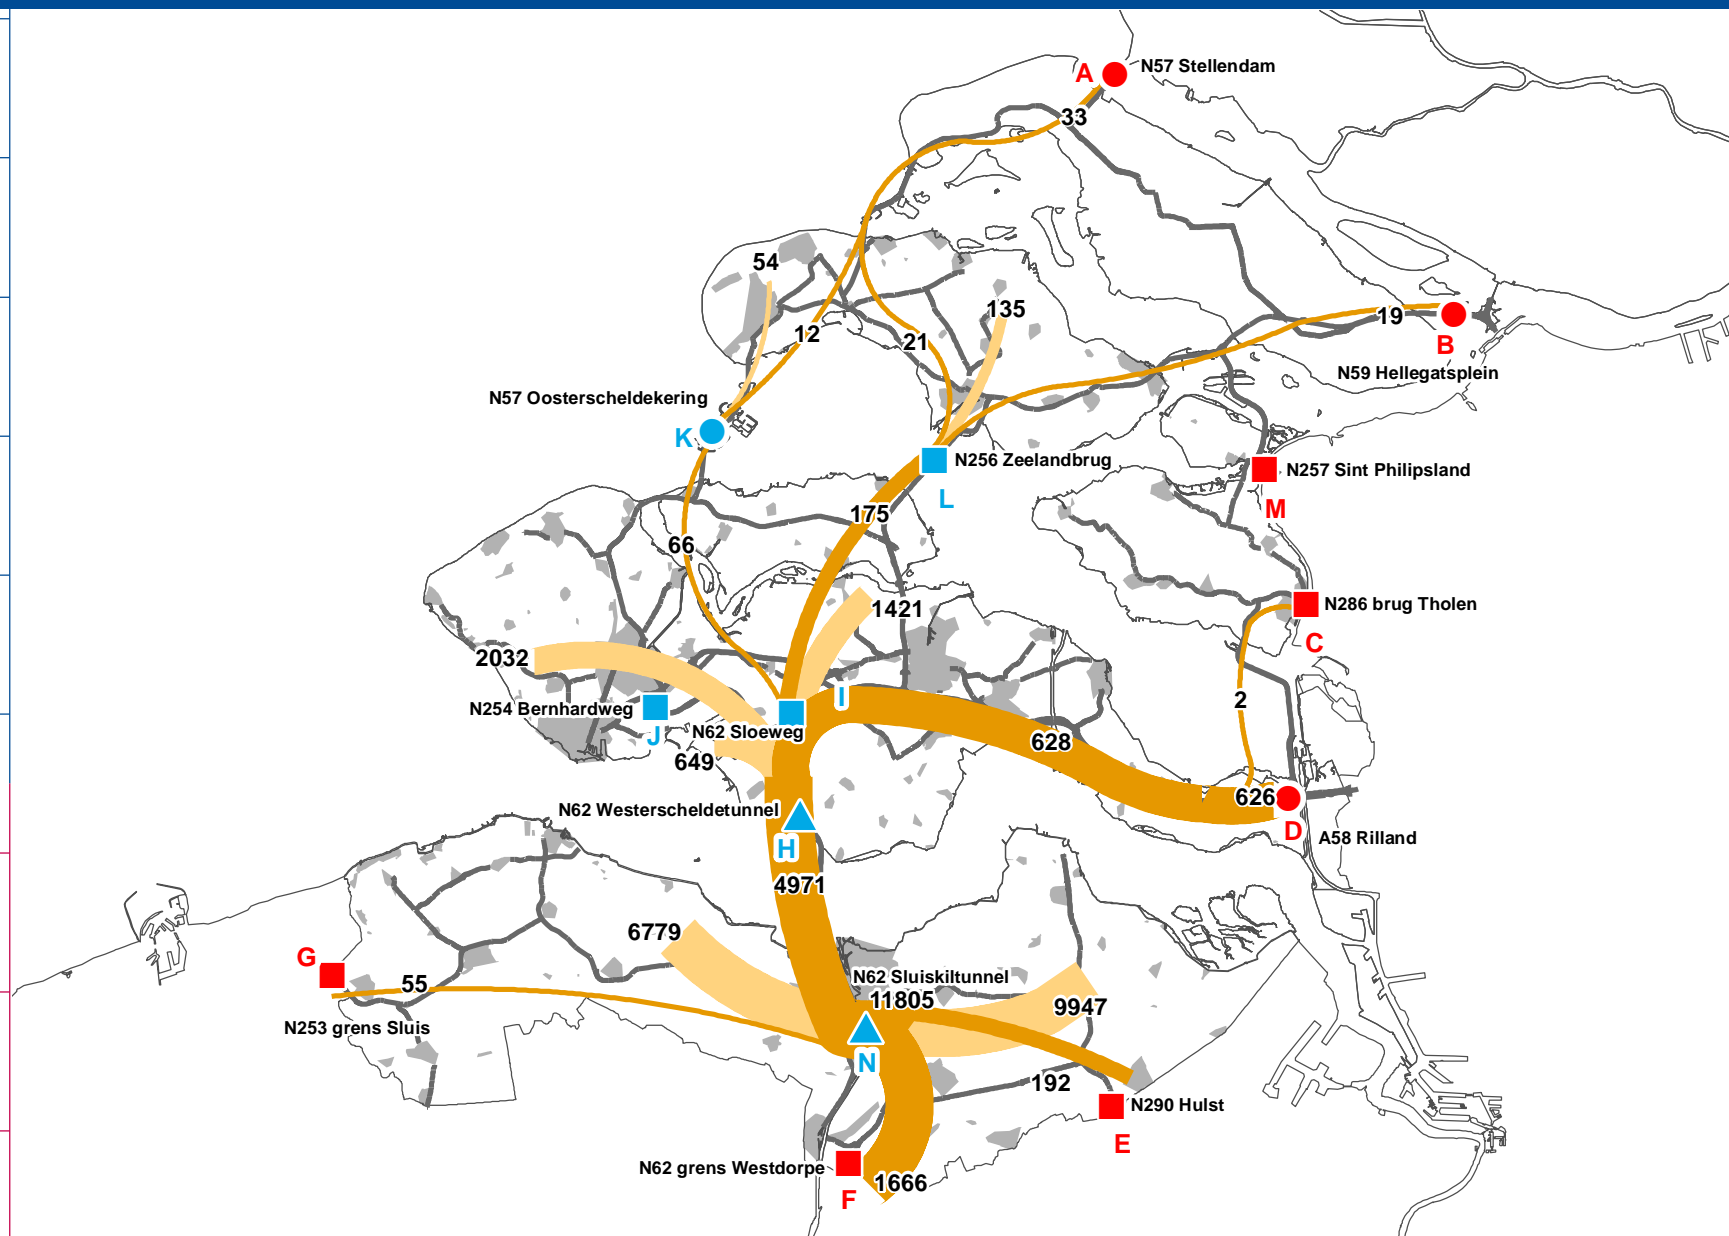 A
N57 Stellendam
33
54
135
12
21
19
B
N59 Hellegatsplein
N57 Oosterscheldekering
K
N256 Zeelandbrug
L
N257 Sint Philipsland
M
175
66
1421
N286 brug Tholen
C
2032
2
I
N254 Bernhardweg
J
N62 Sloeweg
628
649
626
N62 Westerscheldetunnel
D
A58 Rilland
H
4971
6779
G
55
N62 Sluiskiltunnel
11805
9947
N253 grens Sluis
N
192
N290 Hulst
E
N62 grens Westdorpe
1666
F